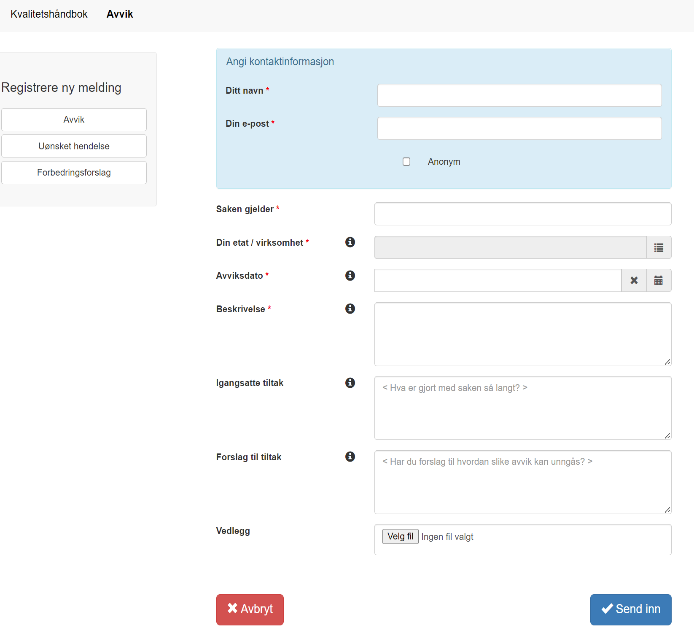 Kvalitetshåndbok Avvik
Registrere ny melding
Avvik
Uønsket hendelse
Forbedringsforslag
Angi kontaktinformasjon
Ditt navn *
Din e-post *
Anonym
Saken gjelder *
Din etat / virksomhet *
Avviksdato *
Beskrivelse *
Igangsatte tiltak
< Hva er gjort med saken så langt? >
Forslag til tiltak
< Har du forslag til hvordan slike avvik kan unngås? >
Vedlegg
Velg fil Ingen fil valgt
Avbryt
Send inn